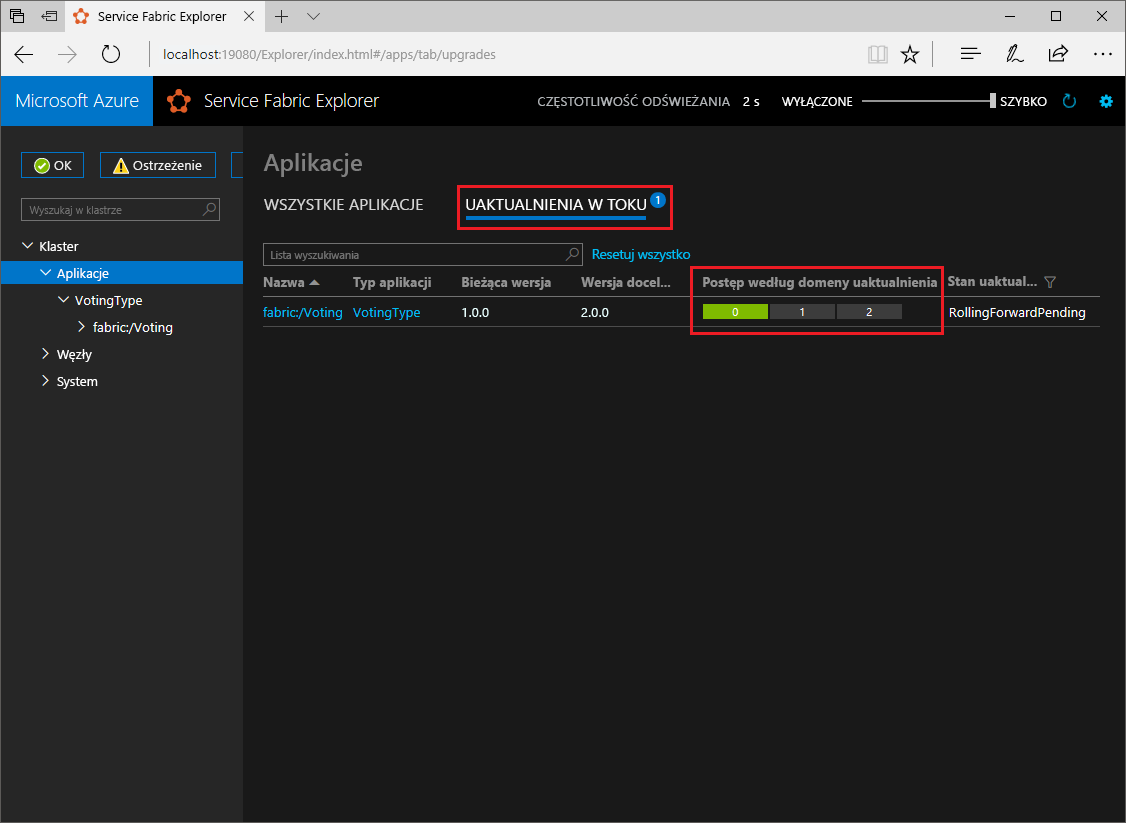 Service Fabric Explorer
localhost:19080/Explorer/index.html#/apps/tab/upgrades
Microsoft Azure
Service Fabric Explorer
CZĘSTOTLIWOŚĆ ODŚWIEŻANIA 2 s WYŁĄCZONE SZYBKO
OK
Ostrzeżenie
Wyszukaj w klastrze
Klaster
Aplikacje
VotingType
fabric:/Voting
Węzły
System
Aplikacje
WSZYSTKIE APLIKACJE
UAKTUALNIENIA W TOKU 1
Lista wyszukiwania
Resetuj wszystko
Nazwa Typ aplikacji Bieżąca wersja Wersja docel... Postęp według domeny uaktualnienia Stan uaktual...
fabric:/Voting VotingType 1.0.0 2.0.0 0 1 2 RollingForwardPending